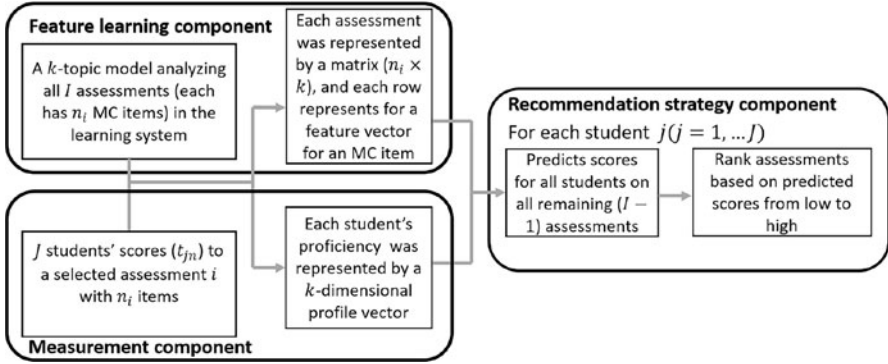 Feature learning component
A k-topic model analyzing
all I assessments (each
has nᵢ MC items) in the
learning system
Each assessment
was represented
by a matrix (nᵢ ×
k), and each row
represents for a
feature vector
for an MC item
J students' scores (tⱼₙ) to
a selected assessment i
with nᵢ items
Each student's
proficiency was
represented by a
k-dimensional
profile vector
Measurement component
Recommendation strategy component
For each student j(j = 1, ...J)
Predicts scores
for all students on
all remaining (I −
1) assessments
Rank assessments
based on predicted
scores from low to
high